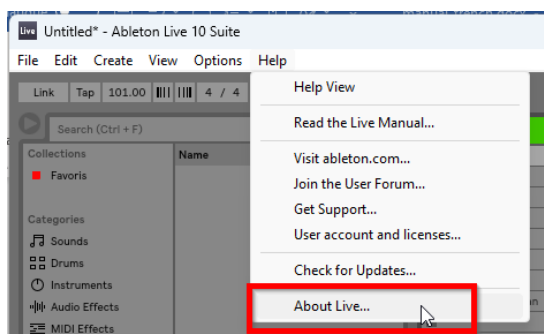 Live Untitled* - Ableton Live 10 Suite
File Edit Create View Options Help
Link Tap 101.00 4 / 4
Search (Ctrl + F)
Collections
Name
Favoris
Categories
Sounds
Drums
Instruments
Audio Effects
MIDI Effects
Help View
Read the Live Manual...
Visit ableton.com...
Join the User Forum...
Get Support...
User account and licenses...
Check for Updates...
About Live...